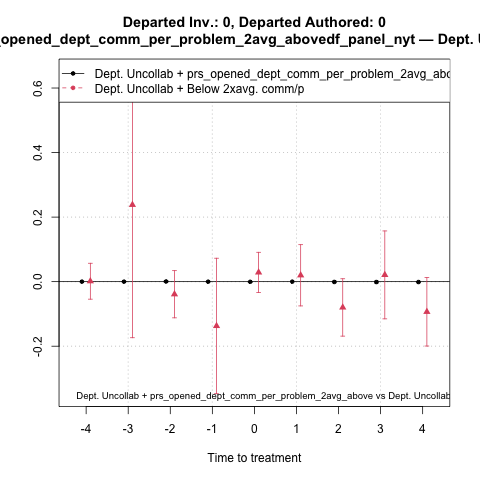 Departed Inv.: 0, Departed Authored: 0
_opened_dept_comm_per_problem_2avg_abovedf_panel_nyt — Dept. U
Dept. Uncollab + prs_opened_dept_comm_per_problem_2avg_abo
Dept. Uncollab + Below 2xavg. comm/p
0.6
0.4
0.2
0.0
-0.2
Dept. Uncollab + prs_opened_dept_comm_per_problem_2avg_above vs Dept. Uncollab
-4 -3 -2 -1 0 1 2 3 4
Time to treatment